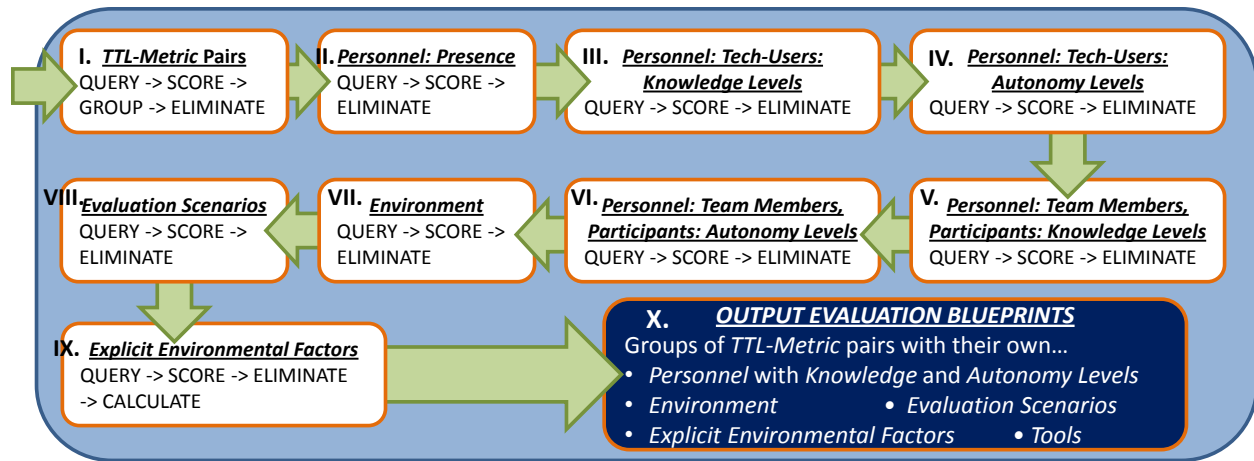 I. TTL-Metric Pairs
QUERY -> SCORE ->
GROUP -> ELIMINATE
II. Personnel: Presence
QUERY -> SCORE ->
ELIMINATE
III. Personnel: Tech-Users:
Knowledge Levels
QUERY -> SCORE -> ELIMINATE
IV. Personnel: Tech-Users:
Autonomy Levels
QUERY -> SCORE -> ELIMINATE
V. Personnel: Team Members,
Participants: Knowledge Levels
QUERY -> SCORE -> ELIMINATE
VI. Personnel: Team Members,
Participants: Autonomy Levels
QUERY -> SCORE -> ELIMINATE
VII. Environment
QUERY -> SCORE ->
ELIMINATE
VIII. Evaluation Scenarios
QUERY -> SCORE ->
ELIMINATE
IX. Explicit Environmental Factors
QUERY -> SCORE -> ELIMINATE
-> CALCULATE
X. OUTPUT EVALUATION BLUEPRINTS
Groups of TTL-Metric pairs with their own…
• Personnel with Knowledge and Autonomy Levels
• Environment • Evaluation Scenarios
• Explicit Environmental Factors • Tools